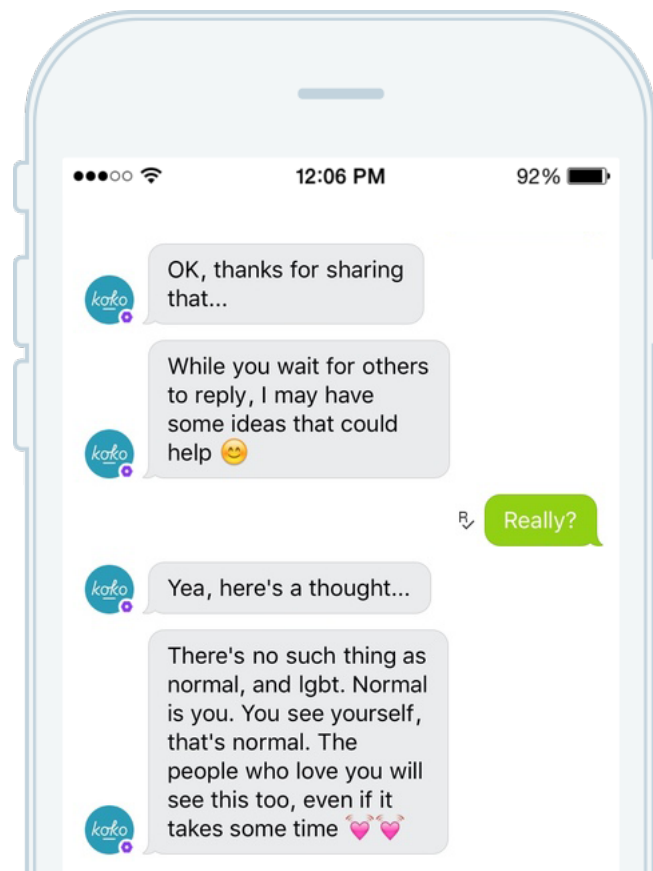 12:06 PM
92%
OK, thanks for sharing
that...
koko
While you wait for others
to reply, I may have
some ideas that could
help 😊
koko
R
Really?
koko
Yea, here's a thought...
There's no such thing as
normal, and lgbt. Normal
is you. You see yourself,
that's normal. The
people who love you will
see this too, even if it
takes some time 💓💓
koko